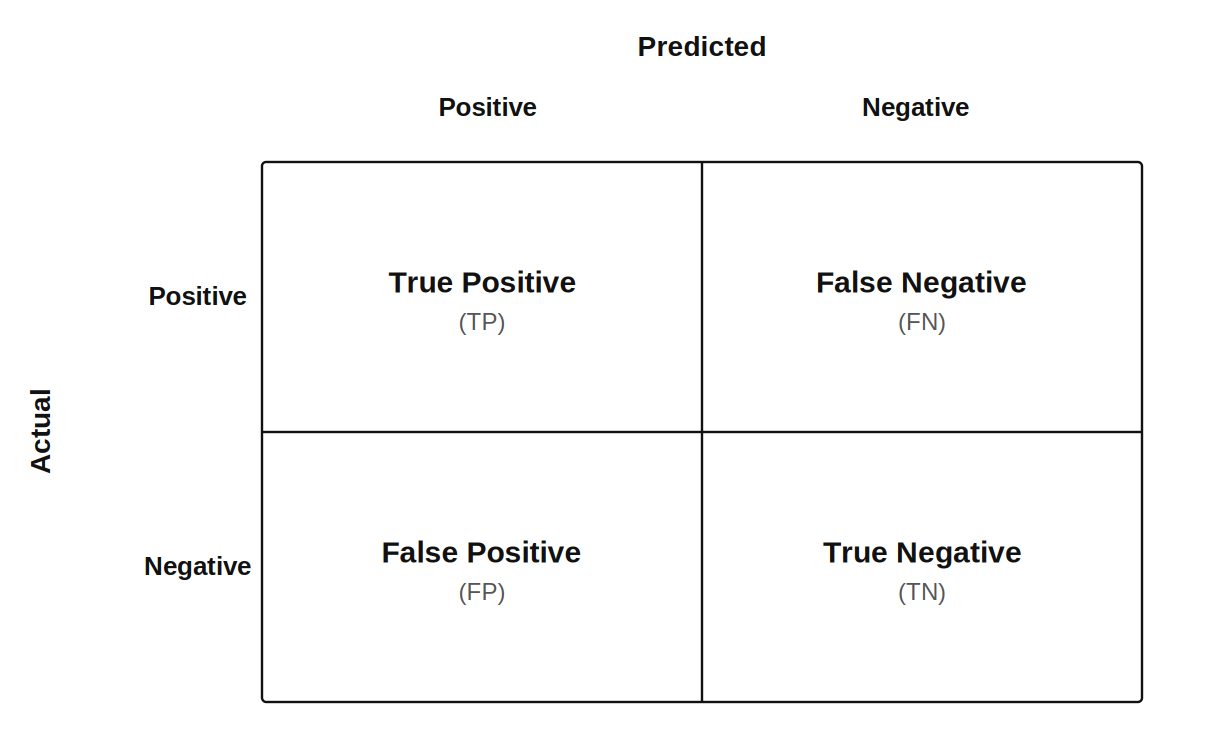 Predicted
Positive
Negative
Positive
True Positive
(TP)
False Negative
(FN)
Actual
Negative
False Positive
(FP)
True Negative
(TN)